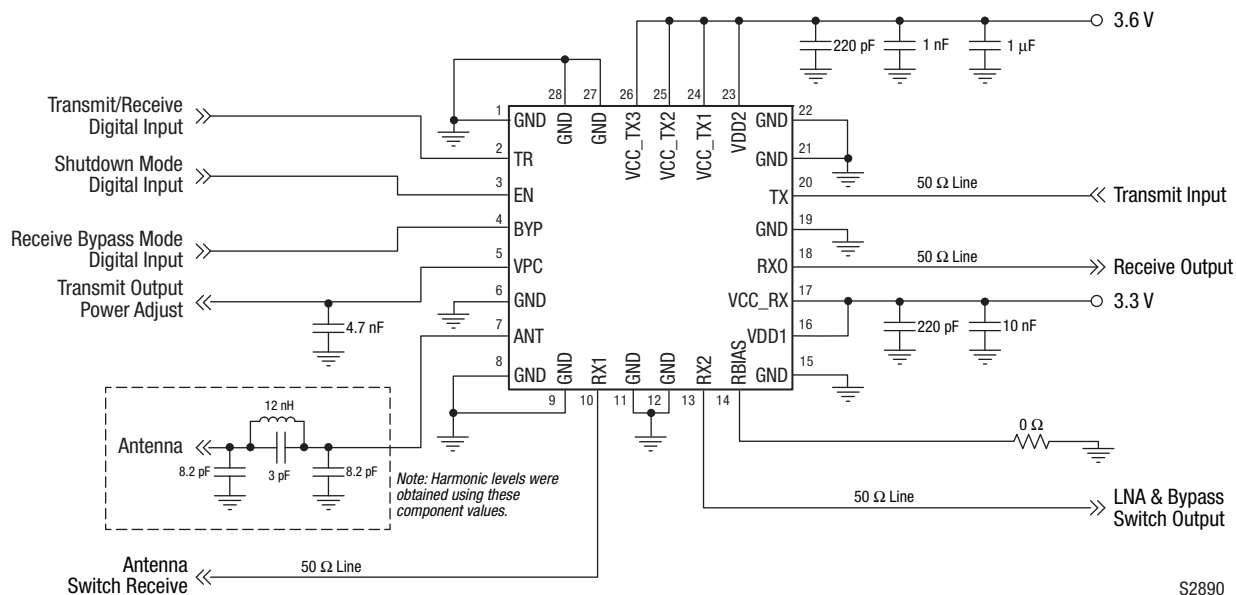 3.6 V
220 pF
1 nF
1 µF
28
27
26
25
24
23
GND
GND
VCC_TX3
VCC_TX2
VCC_TX1
VDD2
Transmit/Receive
Digital Input
1
GND
2
TR
Shutdown Mode
Digital Input
3
EN
Receive Bypass Mode
Digital Input
4
BYP
Transmit Output
Power Adjust
5
VPC
4.7 nF
6
GND
7
ANT
8
GND
22
GND
21
GND
20
TX
50 Ω Line
Transmit Input
19
GND
18
RXO
50 Ω Line
Receive Output
17
VCC_RX
3.3 V
16
VDD1
220 pF
10 nF
15
GND
GND
RX1
GND
GND
RX2
RBIAS
9
10
11
12
13
14
12 nH
Antenna
8.2 pF
3 pF
8.2 pF
Note: Harmonic levels were
obtained using these
component values.
0 Ω
50 Ω Line
LNA & Bypass
Switch Output
Antenna
Switch Receive
50 Ω Line
S2890